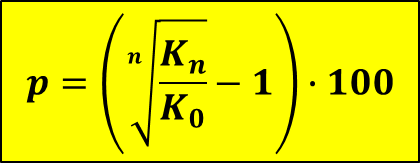 p = ( ⁿ√(Kₙ/K₀) − 1 ) · 100